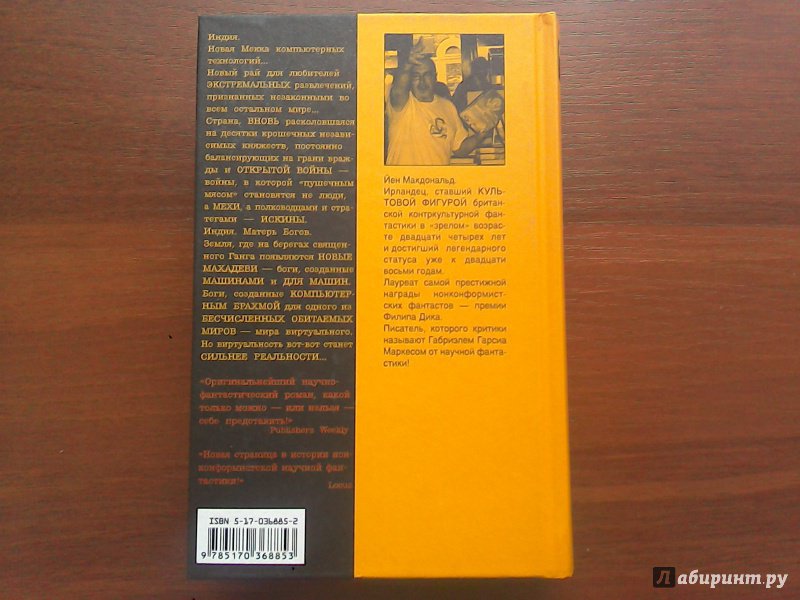 Индия.
Новая Мекка компьютерных
технологий...
Новый рай для любителей
ЭКСТРЕМАЛЬНЫХ развлечений,
признанных незаконными во
всем остальном мире...
Страна, ВНОВЬ расколовшаяся
на десятки крошечных незави-
симых княжеств, постоянно
балансирующих на грани враж-
ды и ОТКРЫТОЙ ВОЙНЫ —
войны, в которой "пушечным
мясом" становятся не люди,
а МЕХИ, а полководцами и стра-
тегами — ИСКИНЫ.
Индия. Матерь Богов.
Земля, где на берегах священ-
ного Ганга появляются НОВЫЕ
МАХАДЕВИ — боги, созданные
МАШИНАМИ и ДЛЯ МАШИН.
Боги, созданные КОМПЬЮТЕР-
НЫМ БРАХМОЙ для одного из
БЕСЧИСЛЕННЫХ ОБИТАЕМЫХ
МИРОВ — мира виртуального.
Но виртуальность вот-вот станет
СИЛЬНЕЕ РЕАЛЬНОСТИ...
«Оригинальнейший научно-
фантастический роман, какой
только можно — или нельзя —
себе представить!»
Publishers Weekly
«Новая страница в истории нон-
конформистской научной фан-
тастики!»
Locus
ISBN 5-17-036885-2
9 785170 368853
Йен Макдональд.
Ирландец, ставший КУЛЬ-
ТОВОЙ ФИГУРОЙ британ-
ской контркультурной фан-
тастики в «зрелом» возрас-
те двадцати четырех лет
и достигший легендарного
статуса уже к двадцати
восьми годам.
Лауреат самой престижной
награды нонконформист-
ских фантастов — премии
Филипа Дика.
Писатель, которого критики
называют Габриэлем Гарсиа
Маркесом от научной фанта-
стики!
Лабиринт.ру